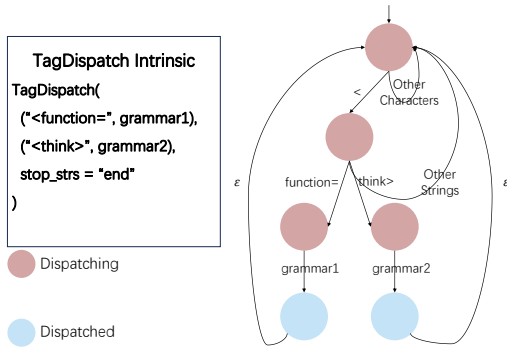 TagDispatch Intrinsic
TagDispatch(
("<function=", grammar1),
("<think>", grammar2),
stop_strs = "end"
)
Dispatching
Dispatched
<
Other
Characters
function=
think>
Other
Strings
ε
ε
grammar1
grammar2